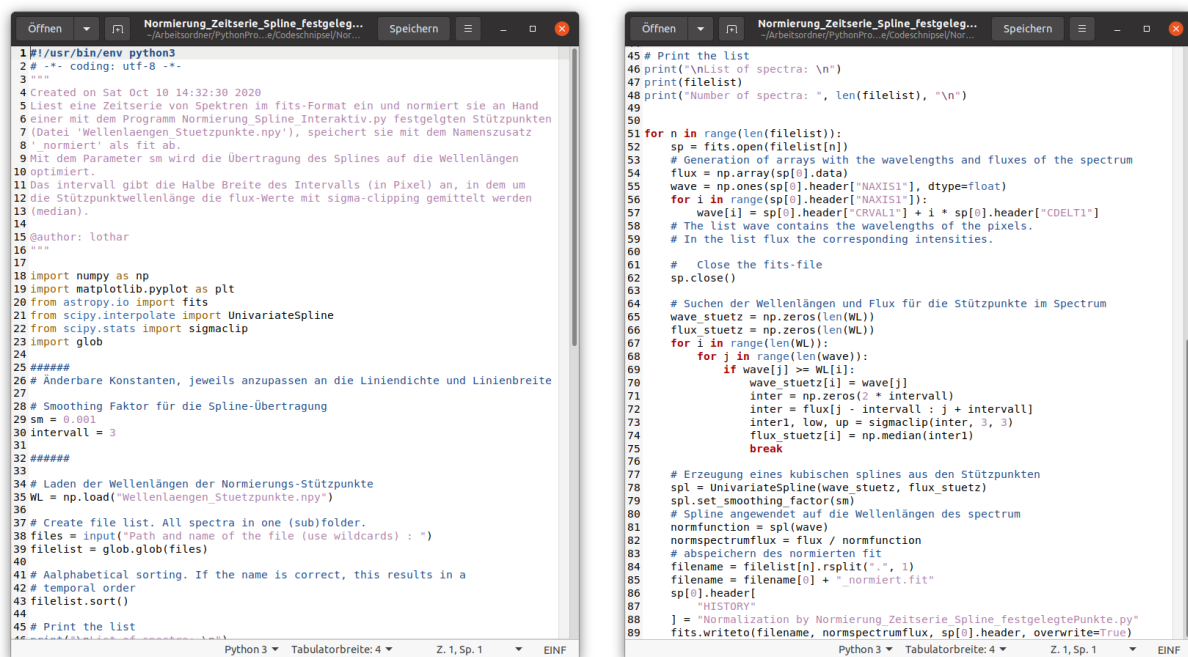 Öffnen
Normierung_Zeitserie_Spline_festgeleg...
~/Arbeitsordner/PythonPro...e/Codeschnipsel/Nor...
Speichern
1 #!/usr/bin/env python3
2 # -*- coding: utf-8 -*-
3 """
4 Created on Sat Oct 10 14:32:30 2020
5 Liest eine Zeitserie von Spektren im fits-Format ein und normiert sie an Hand
6 einer mit dem Programm Normierung_Spline_Interaktiv.py festgelgten Stützpunkten
7 (Datei 'Wellenlaengen_Stuetzpunkte.npy'), speichert sie mit dem Namenszusatz
8 '_normiert' als fit ab.
9 Mit dem Parameter sm wird die Übertragung des Splines auf die Wellenlängen
10 optimiert.
11 Das intervall gibt die Halbe Breite des Intervalls (in Pixel) an, in dem um
12 die Stützpunktwellenlänge die flux-Werte mit sigma-clipping gemittelt werden
13 (median).
14
15 @author: lothar
16 """
17
18 import numpy as np
19 import matplotlib.pyplot as plt
20 from astropy.io import fits
21 from scipy.interpolate import UnivariateSpline
22 from scipy.stats import sigmaclip
23 import glob
24
25 ######
26 # Änderbare Konstanten, jeweils anzupassen an die Liniendichte und Linienbreite
27
28 # Smoothing Faktor für die Spline-Übertragung
29 sm = 0.001
30 intervall = 3
31
32 ######
33
34 # Laden der Wellenlängen der Normierungs-Stützpunkte
35 WL = np.load("Wellenlaengen_Stuetzpunkte.npy")
36
37 # Create file list. All spectra in one (sub)folder.
38 files = input("Path and name of the file (use wildcards) : ")
39 filelist = glob.glob(files)
40
41 # Aalphabetical sorting. If the name is correct, this results in a
42 # temporal order
43 filelist.sort()
44
45 # Print the list
46 print("\nList of spectra: \n")
Python 3
Tabulatorbreite: 4
Z. 1, Sp. 1
EINF
Öffnen
Normierung_Zeitserie_Spline_festgeleg...
~/Arbeitsordner/PythonPro...e/Codeschnipsel/Nor...
Speichern
45 # Print the list
46 print("\nList of spectra: \n")
47 print(filelist)
48 print("Number of spectra: ", len(filelist), "\n")
49
50
51 for n in range(len(filelist)):
52     sp = fits.open(filelist[n])
53     # Generation of arrays with the wavelengths and fluxes of the spectrum
54     flux = np.array(sp[0].data)
55     wave = np.ones(sp[0].header["NAXIS1"], dtype=float)
56     for i in range(sp[0].header["NAXIS1"]):
57         wave[i] = sp[0].header["CRVAL1"] + i * sp[0].header["CDELT1"]
58     # The list wave contains the wavelengths of the pixels.
59     # In the list flux the corresponding intensities.
60
61     #   Close the fits-file
62     sp.close()
63
64     # Suchen der Wellenlängen und Flux für die Stützpunkte im Spectrum
65     wave_stuetz = np.zeros(len(WL))
66     flux_stuetz = np.zeros(len(WL))
67     for i in range(len(WL)):
68         for j in range(len(wave)):
69             if wave[j] >= WL[i]:
70                 wave_stuetz[i] = wave[j]
71                 inter = np.zeros(2 * intervall)
72                 inter = flux[j - intervall : j + intervall]
73                 inter1, low, up = sigmaclip(inter, 3, 3)
74                 flux_stuetz[i] = np.median(inter1)
75                 break
76
77     # Erzeugung eines kubischen splines aus den Stützpunkten
78     spl = UnivariateSpline(wave_stuetz, flux_stuetz)
79     spl.set_smoothing_factor(sm)
80     # Spline angewendet auf die Wellenlängen des spectrum
81     normfunction = spl(wave)
82     normspectrumflux = flux / normfunction
83     # abspeichern des normierten fit
84     filename = filelist[n].rsplit(".", 1)
85     filename = filename[0] + "_normiert.fit"
86     sp[0].header[
87         "HISTORY"
88     ] = "Normalization by Normierung_Zeitserie_Spline_festgelegtePunkte.py"
89     fits.writeto(filename, normspectrumflux, sp[0].header, overwrite=True)
Python 3
Tabulatorbreite: 4
Z. 1, Sp. 1
EINF